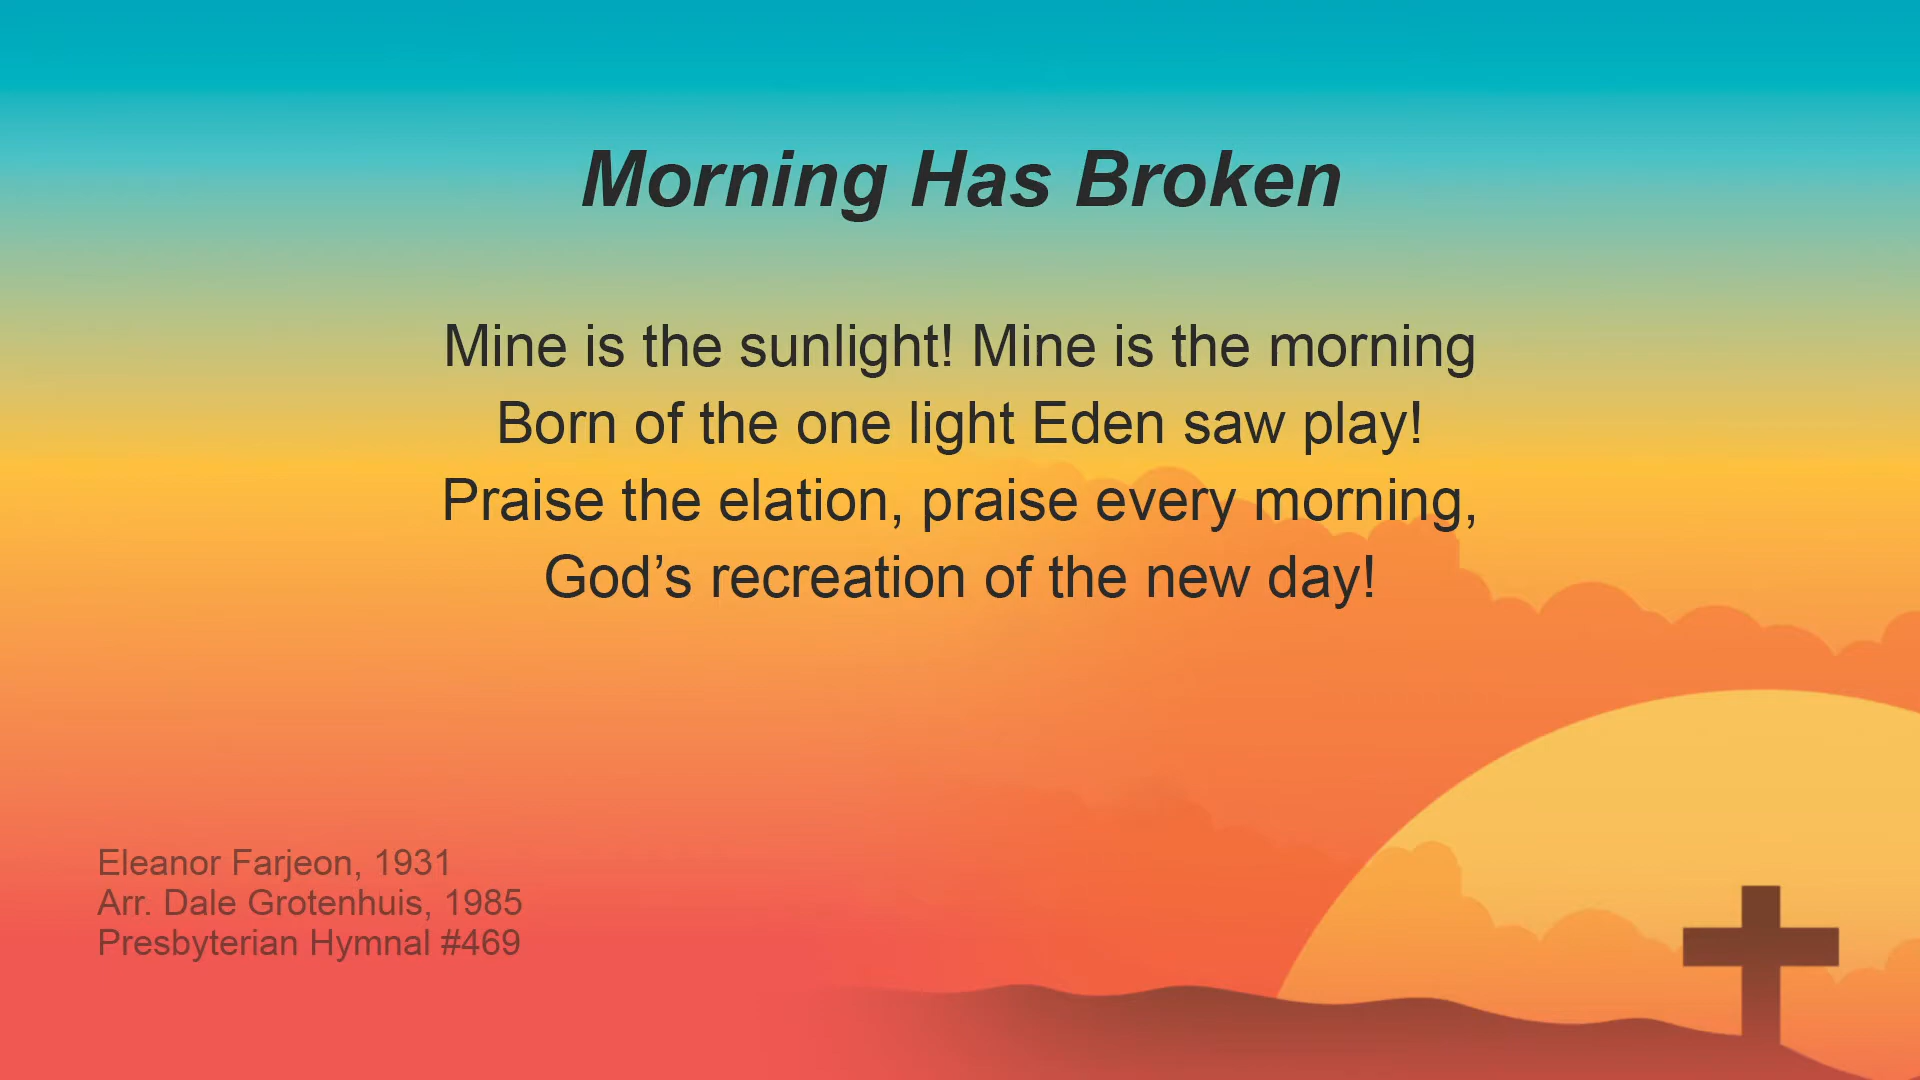 Morning Has Broken
Mine is the sunlight! Mine is the morning
Born of the one light Eden saw play!
Praise the elation, praise every morning,
God’s recreation of the new day!
Eleanor Farjeon, 1931
Arr. Dale Grotenhuis, 1985
Presbyterian Hymnal #469